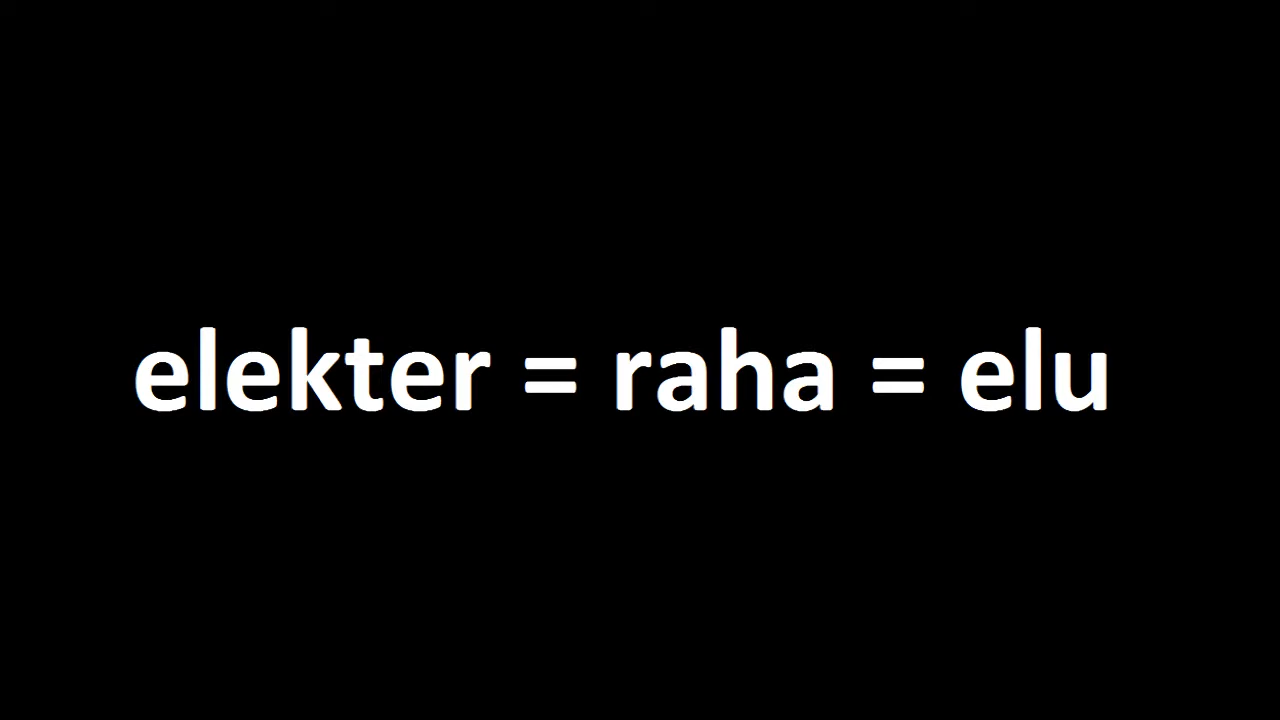 elekter = raha = elu